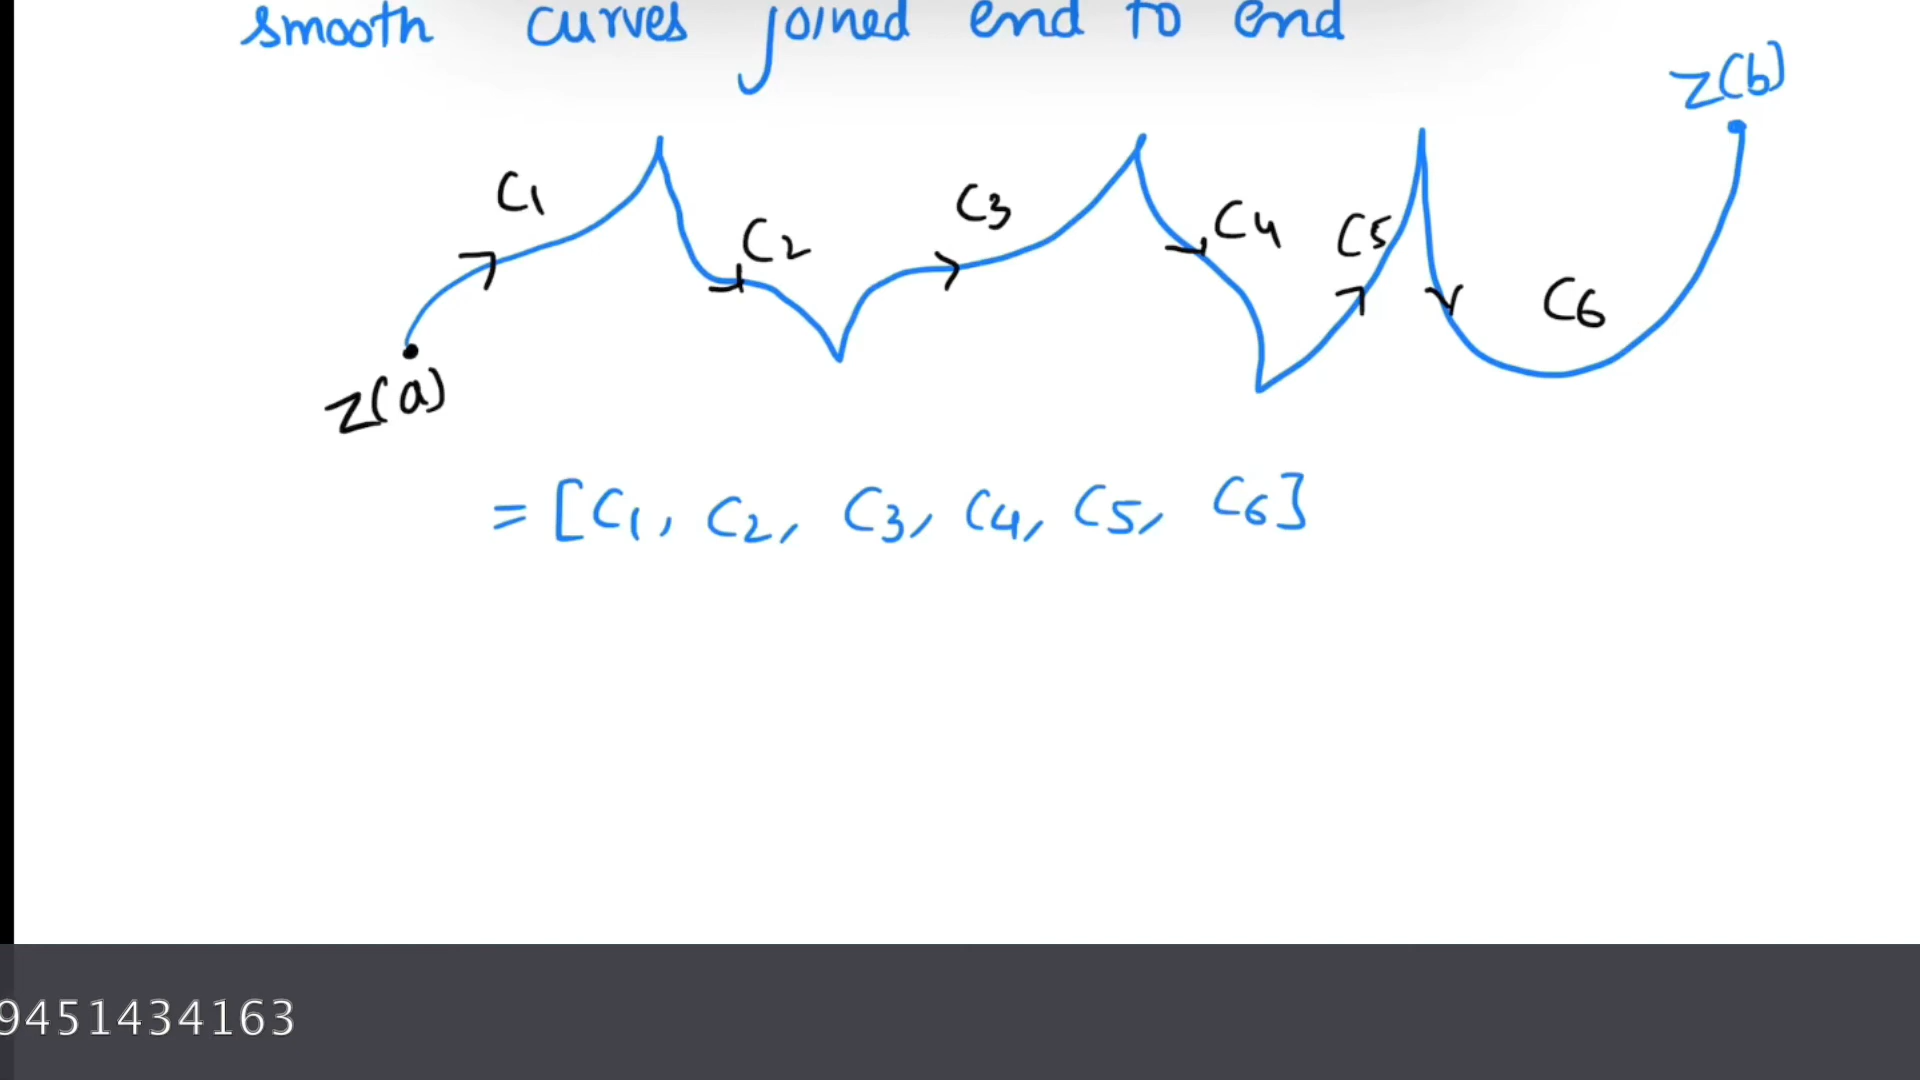 smooth curves joined end to end
z(b)
C1 C2 C3 C4 C5 C6
z(a)
= [C1, C2, C3, C4, C5, C6]
9451434163